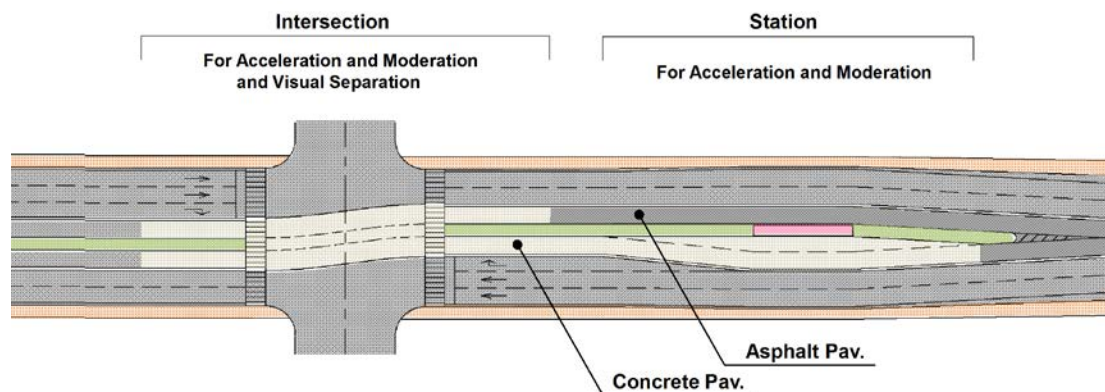 Intersection
Station
For Acceleration and Moderation
and Visual Separation
For Acceleration and Moderation
Asphalt Pav.
Concrete Pav.